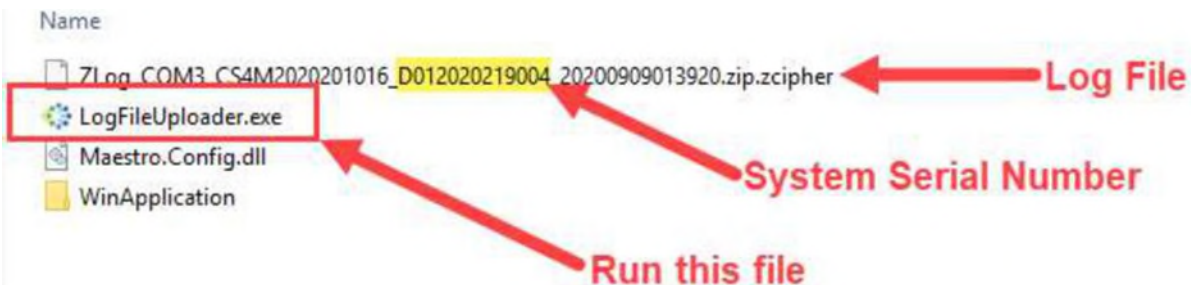 Name
ZLog_COM3_CS4M2020201016_D012020219004_20200909013920.zip.zcipher
Log File
LogFileUploader.exe
Maestro.Config.dll
System Serial Number
WinApplication
Run this file